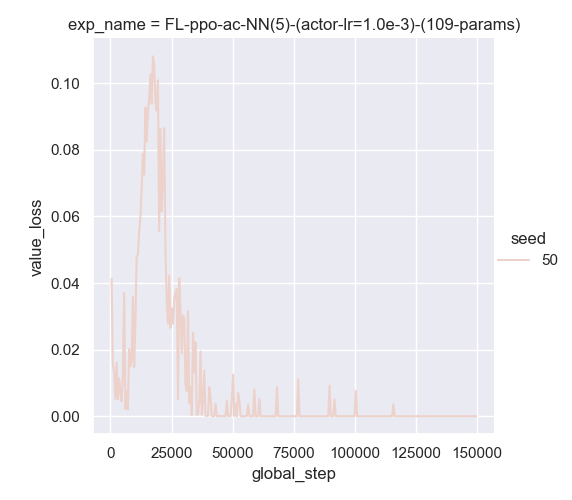 exp_name = FL-ppo-ac-NN(5)-(actor-lr=1.0e-3)-(109-params)
0.10
0.08
0.06
0.04
0.02
0.00
value_loss
0 25000 50000 75000 100000 125000 150000
global_step
seed
50